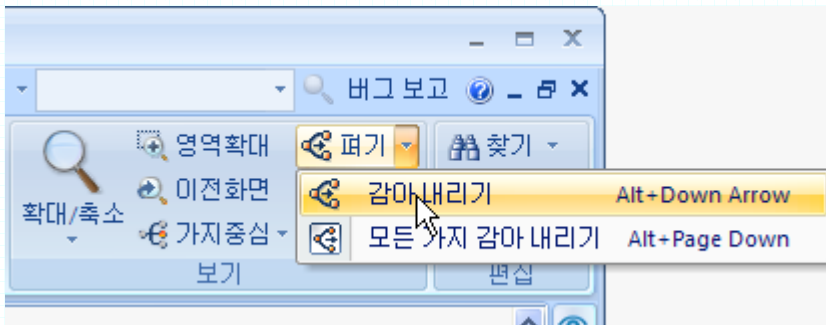 버그 보고
영역확대
펴기
찾기
확대/축소
이전화면
가지중심
감아내리기 Alt+Down Arrow
모든 가지 감아 내리기 Alt+Page Down
보기
편집